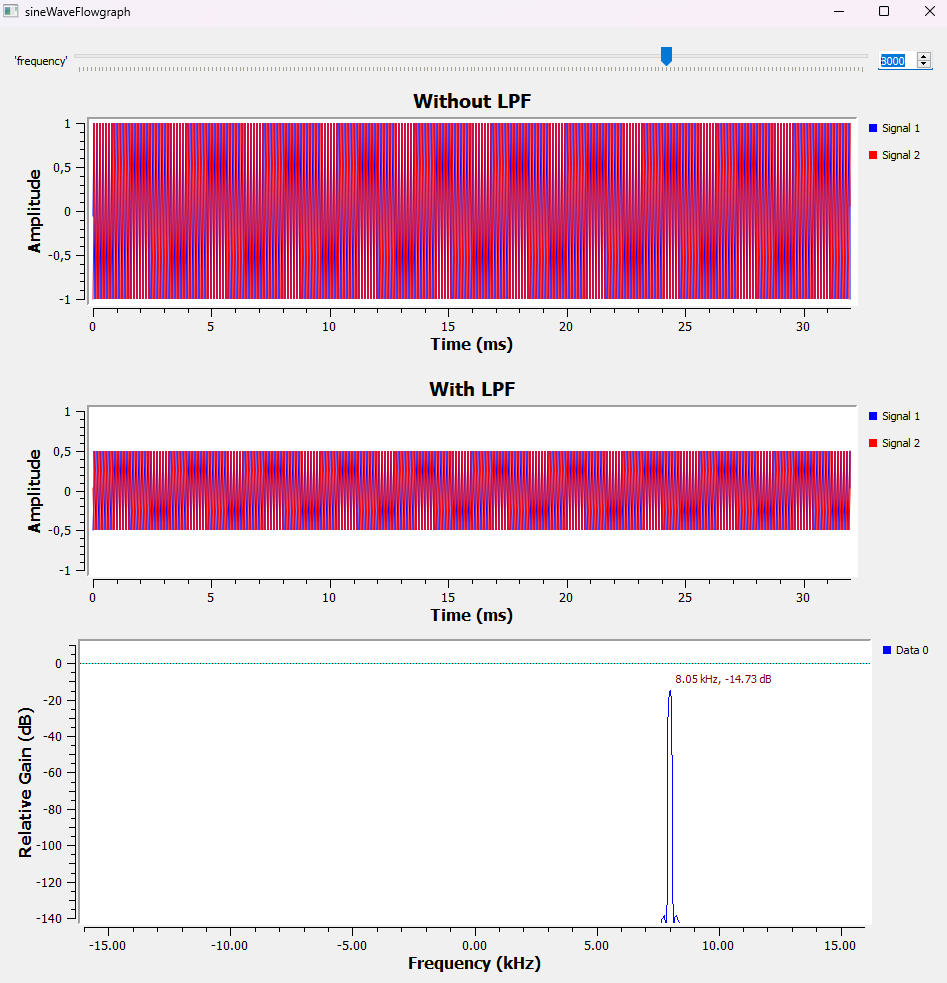 sineWaveFlowgraph
'frequency'
8000
Without LPF
Signal 1
Signal 2
Amplitude
1
0,5
0
-0,5
-1
0 5 10 15 20 25 30
Time (ms)
With LPF
Signal 1
Signal 2
Amplitude
1
0,5
0
-0,5
-1
0 5 10 15 20 25 30
Time (ms)
Data 0
8.05 kHz, -14.73 dB
Relative Gain (dB)
0
-20
-40
-60
-80
-100
-120
-140
-15.00 -10.00 -5.00 0.00 5.00 10.00 15.00
Frequency (kHz)